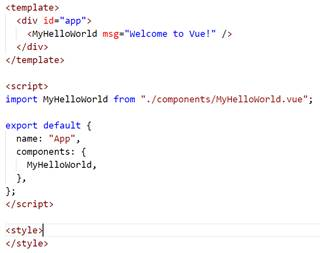 <template>
  <div id="app">
    <MyHelloWorld msg="Welcome to Vue!" />
  </div>
</template>

<script>
import MyHelloWorld from "./components/MyHelloWorld.vue";

export default {
  name: "App",
  components: {
    MyHelloWorld,
  },
};
</script>

<style>
</style>